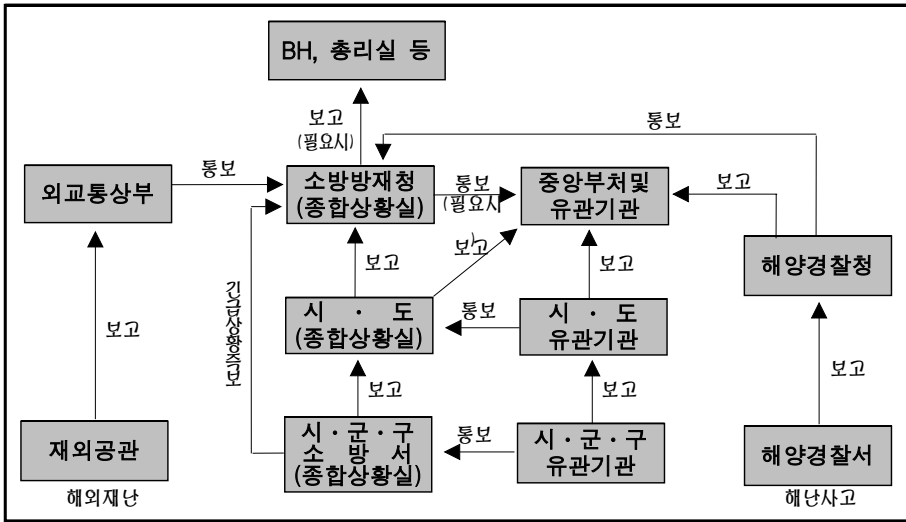 BH, 총리실 등
보고
(필요시)
통보
외교통상부
통보
소방방재청
(종합상황실)
통보
(필요시
)
중앙부처및
유관기관
보고
보고
보고
보고
해양경찰청
긴급상황즉보
보고
시 · 도
(종합상황실)
통보
시 · 도
유관기관
보고
보고
보고
재외공관
시 · 군 · 구
소 방 서
(종합상황실)
통보
시 · 군 · 구
유관기관
해양경찰서
해외재난
해난사고